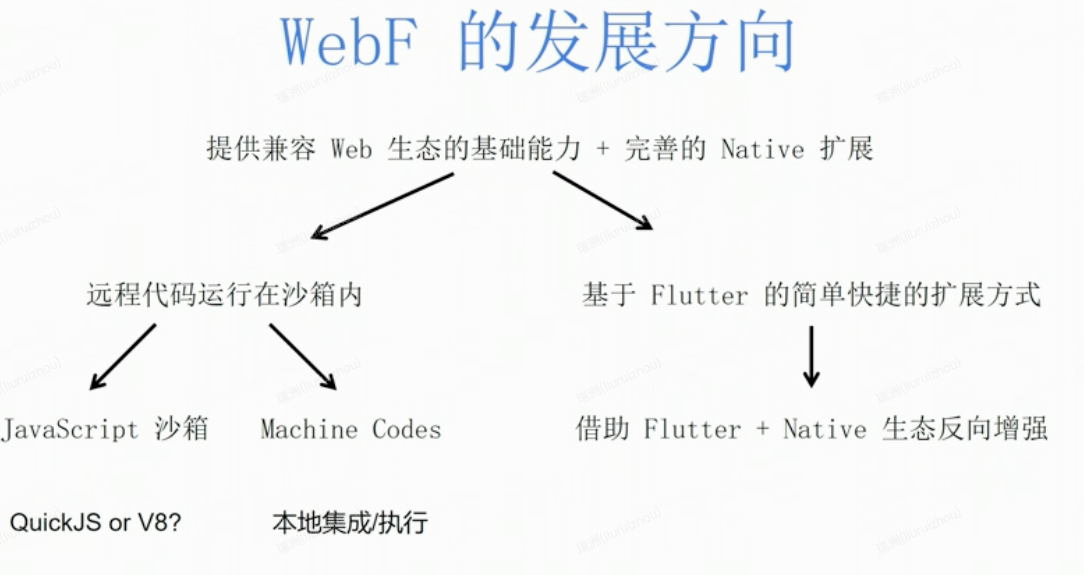 WebF 的发展方向
提供兼容 Web 生态的基础能力 + 完善的 Native 扩展
远程代码运行在沙箱内
基于 Flutter 的简单快捷的扩展方式
JavaScript 沙箱
Machine Codes
借助 Flutter + Native 生态反向增强
QuickJS or V8?
本地集成/执行